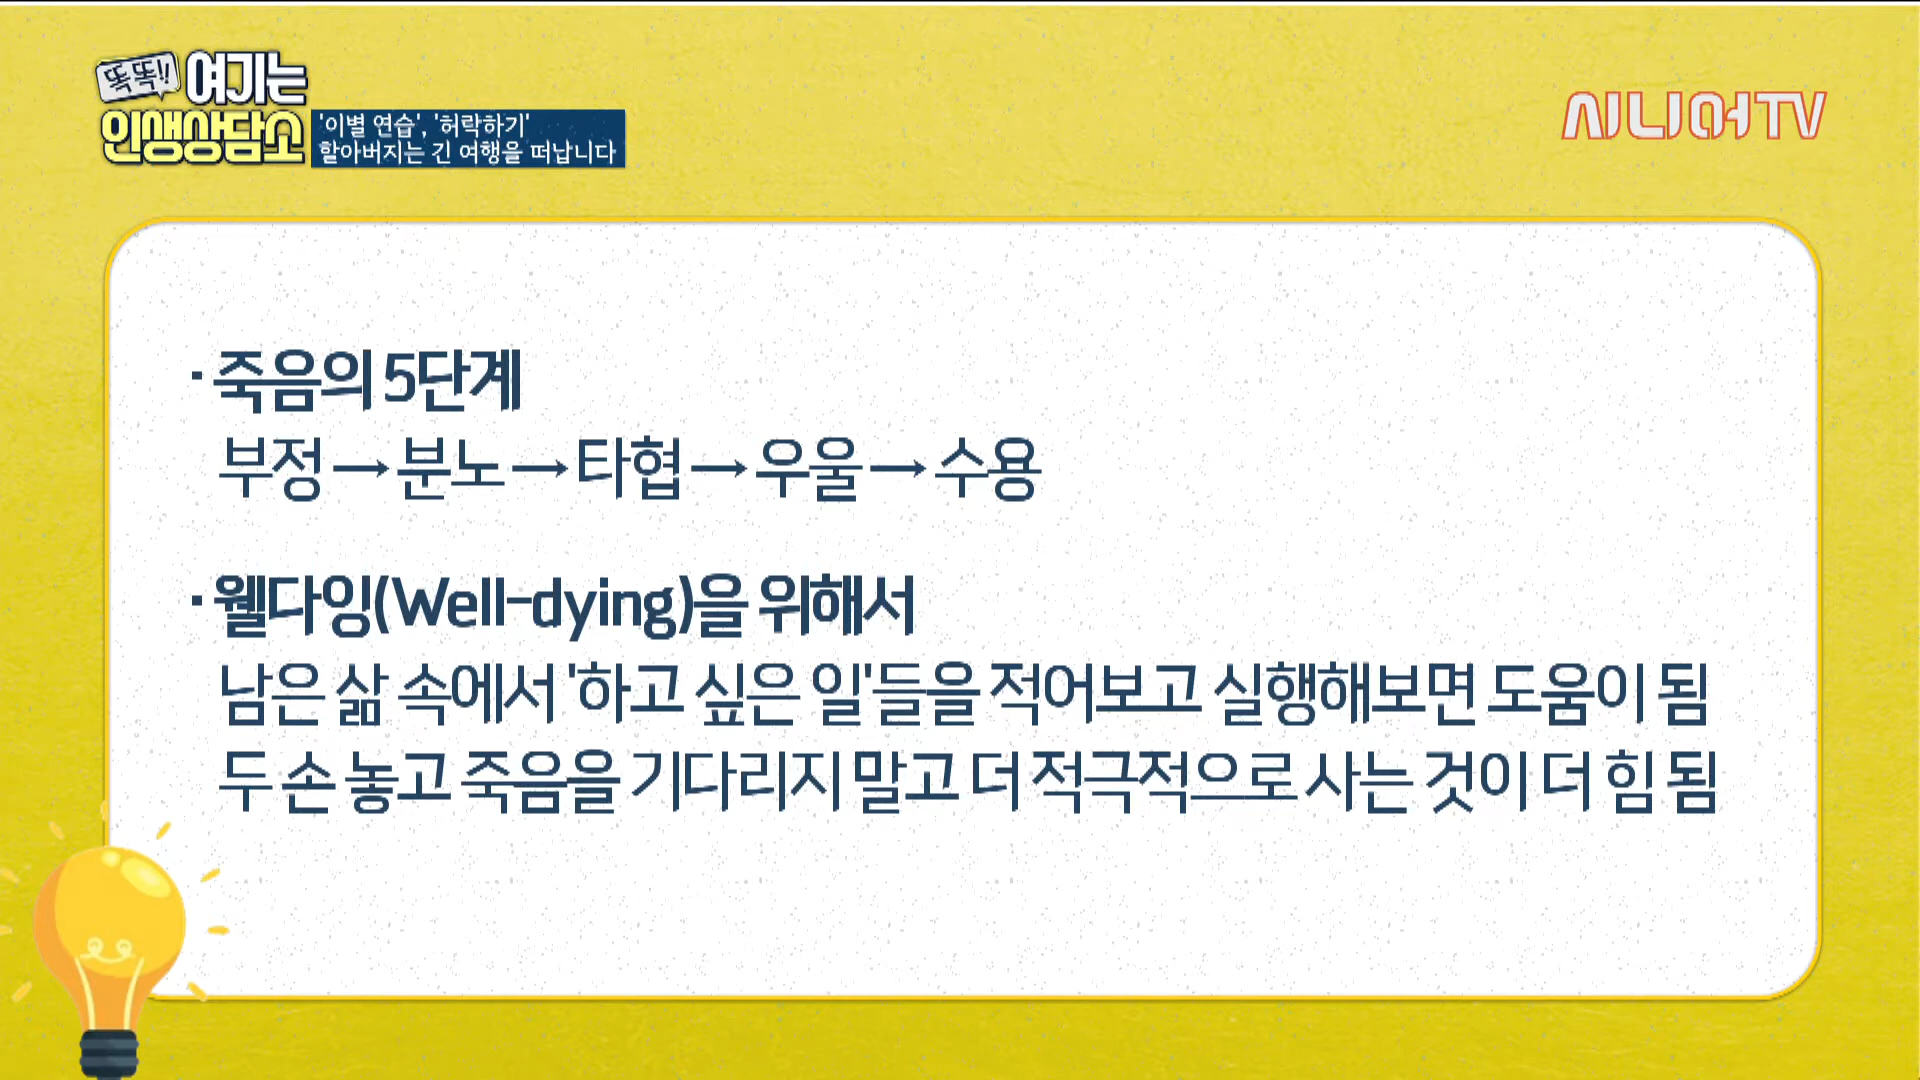 똑똑!! 여기는
인생상담소
'이별 연습', '허락하기'
할아버지는 긴 여행을 떠납니다
시니어TV
· 죽음의 5단계
부정→분노→타협→우울→수용
· 웰다잉(Well-dying)을 위해서
남은 삶 속에서 '하고 싶은 일'들을 적어보고 실행해보면 도움이 됨
두 손 놓고 죽음을 기다리지 말고 더 적극적으로 사는 것이 더 힘 됨